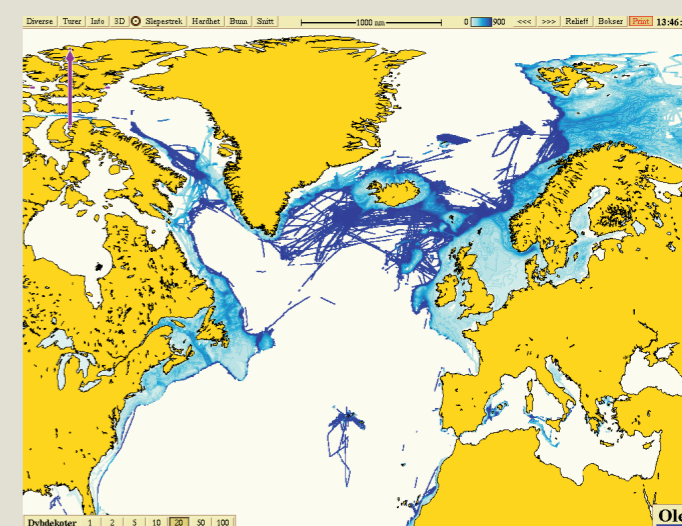 Diverse Turer Info 3D Slepestrek Hardhet Bunn Snitt 1000 nm 0 900 <<< >>> Relieff Bokser Print 13:46:
Ole
Dybdekoter 1 2 5 10 20 50 100